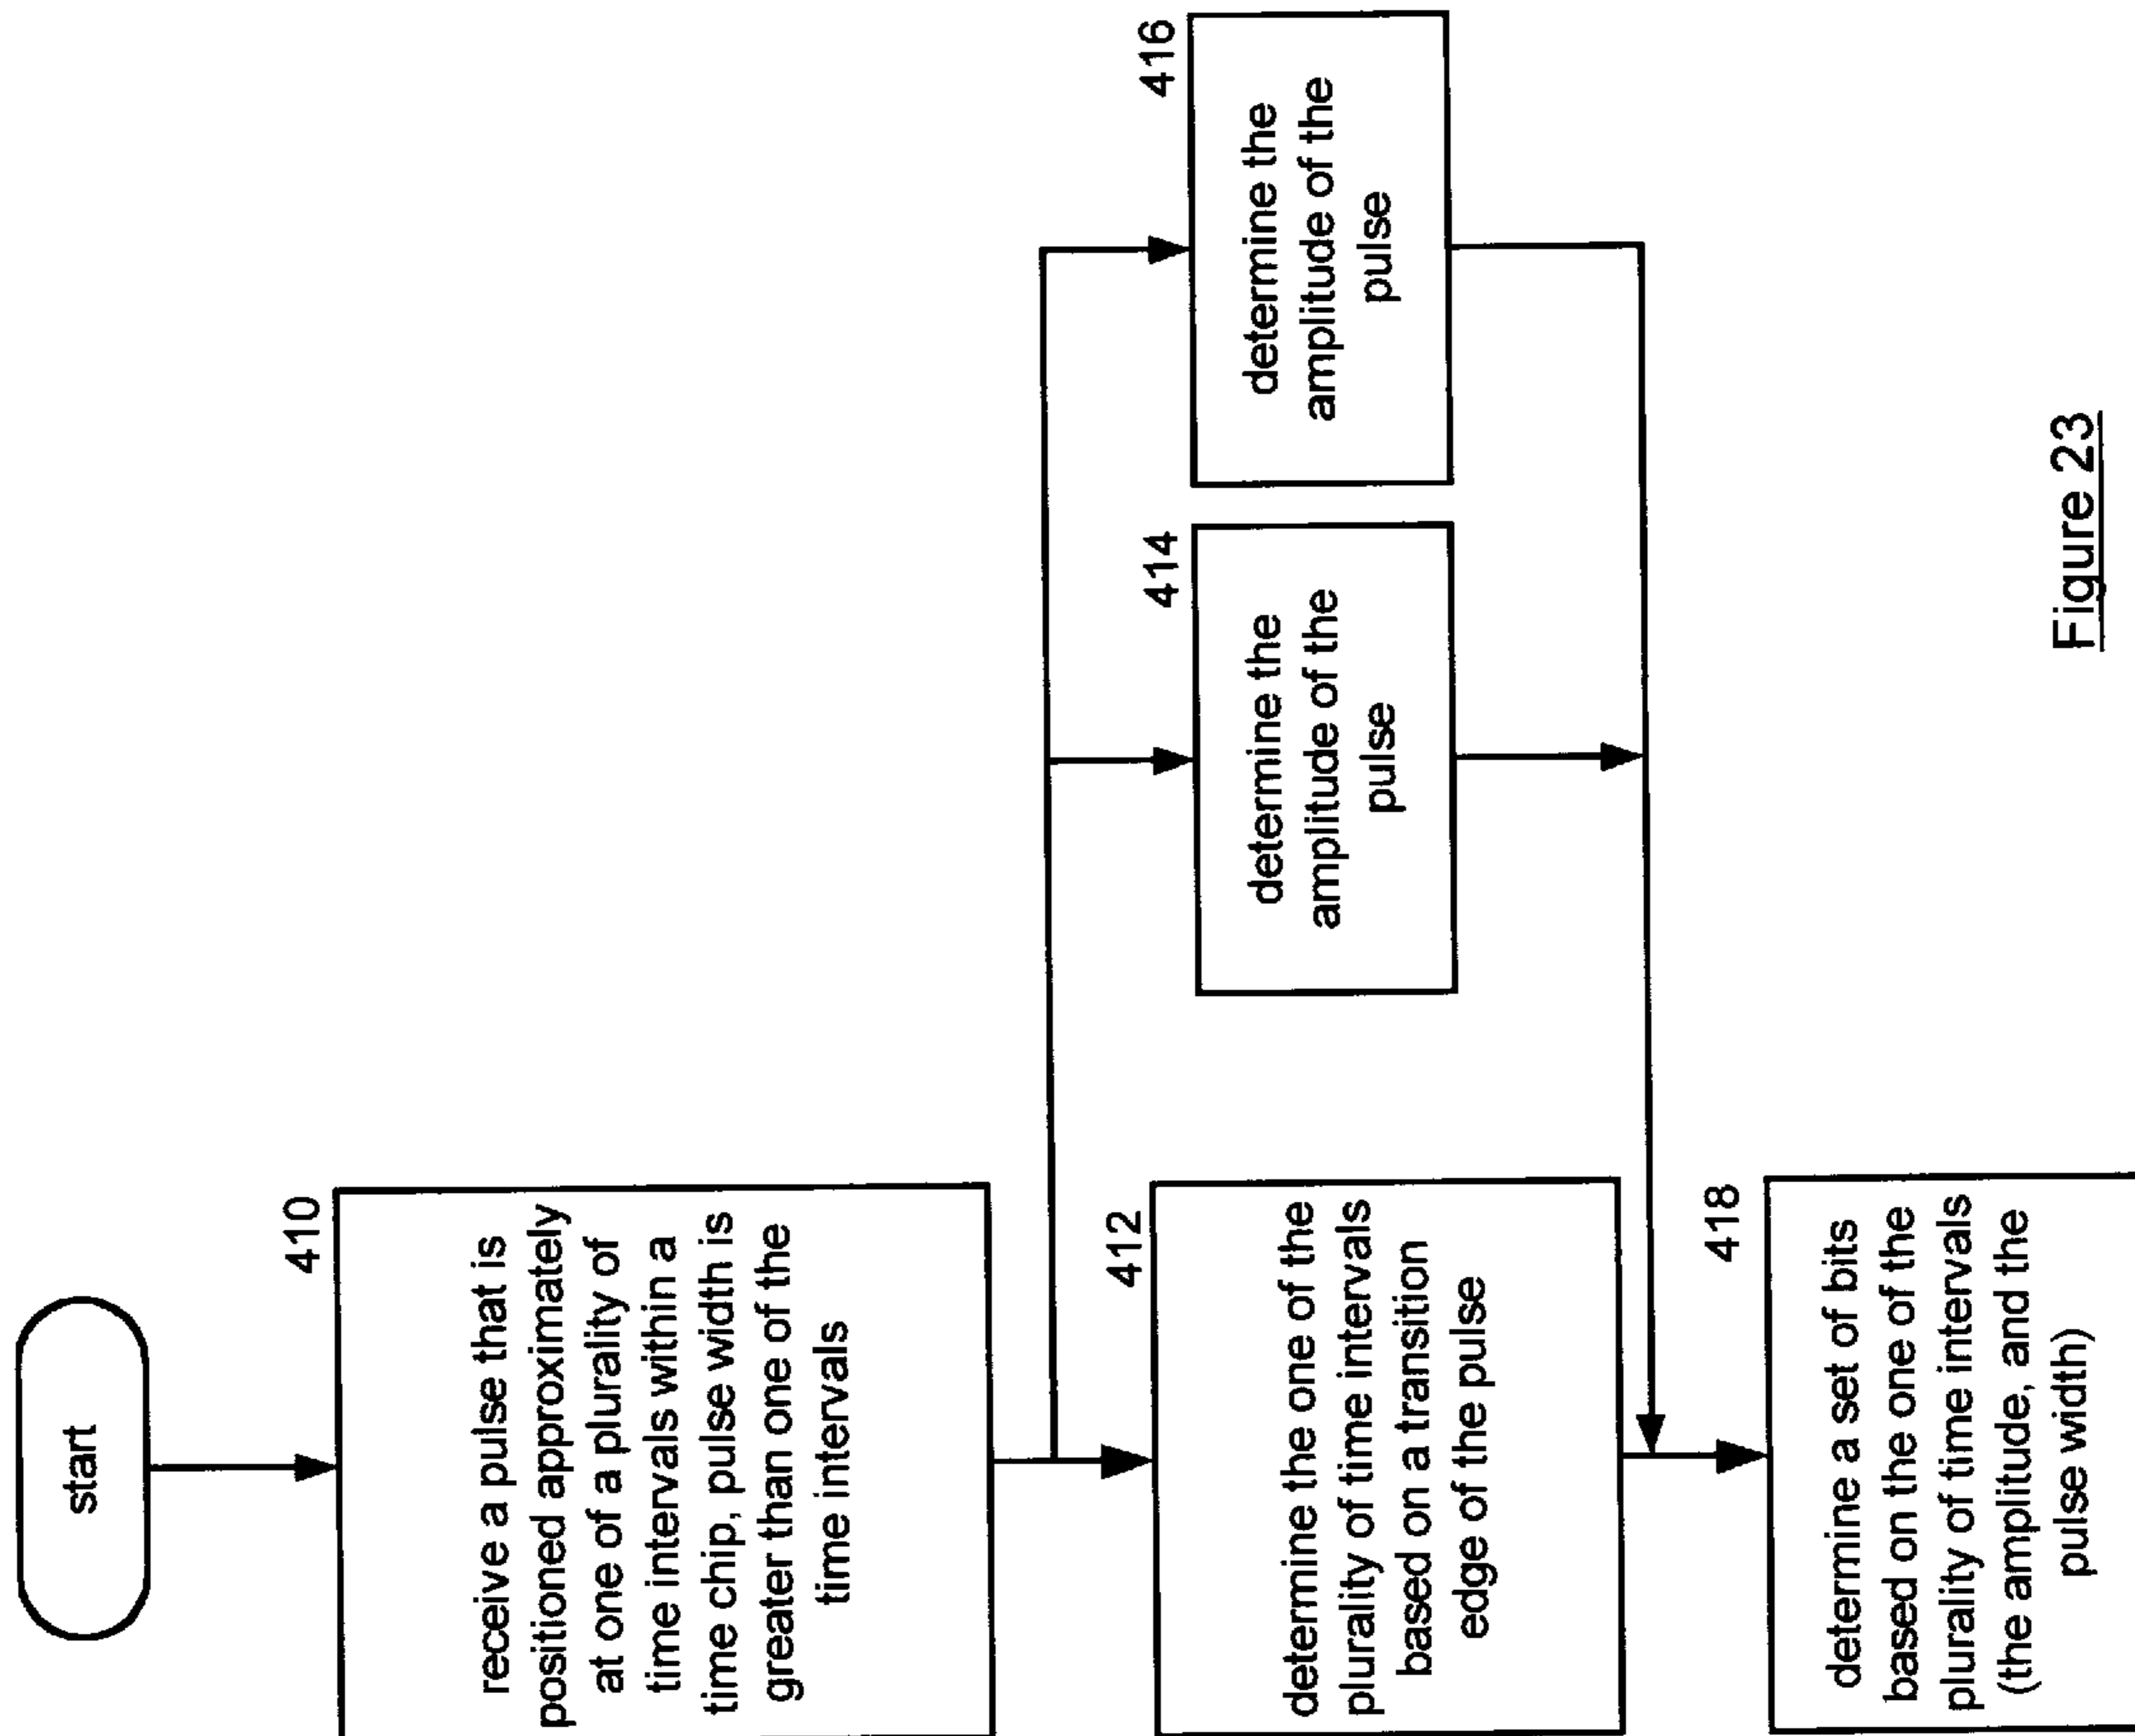 start
410
receive a pulse that is
positioned approximately
at one of a plurality of
time intervals within a
time chip, pulse width is
greater than one of the
time intervals
412
determine the one of the
plurality of time intervals
based on a transition
edge of the pulse
414
determine the
amplitude of the
pulse
416
determine the
amplitude of the
pulse
418
determine a set of bits
based on the one of the
plurality of time intervals
(the amplitude, and the
pulse width)
Figure 23